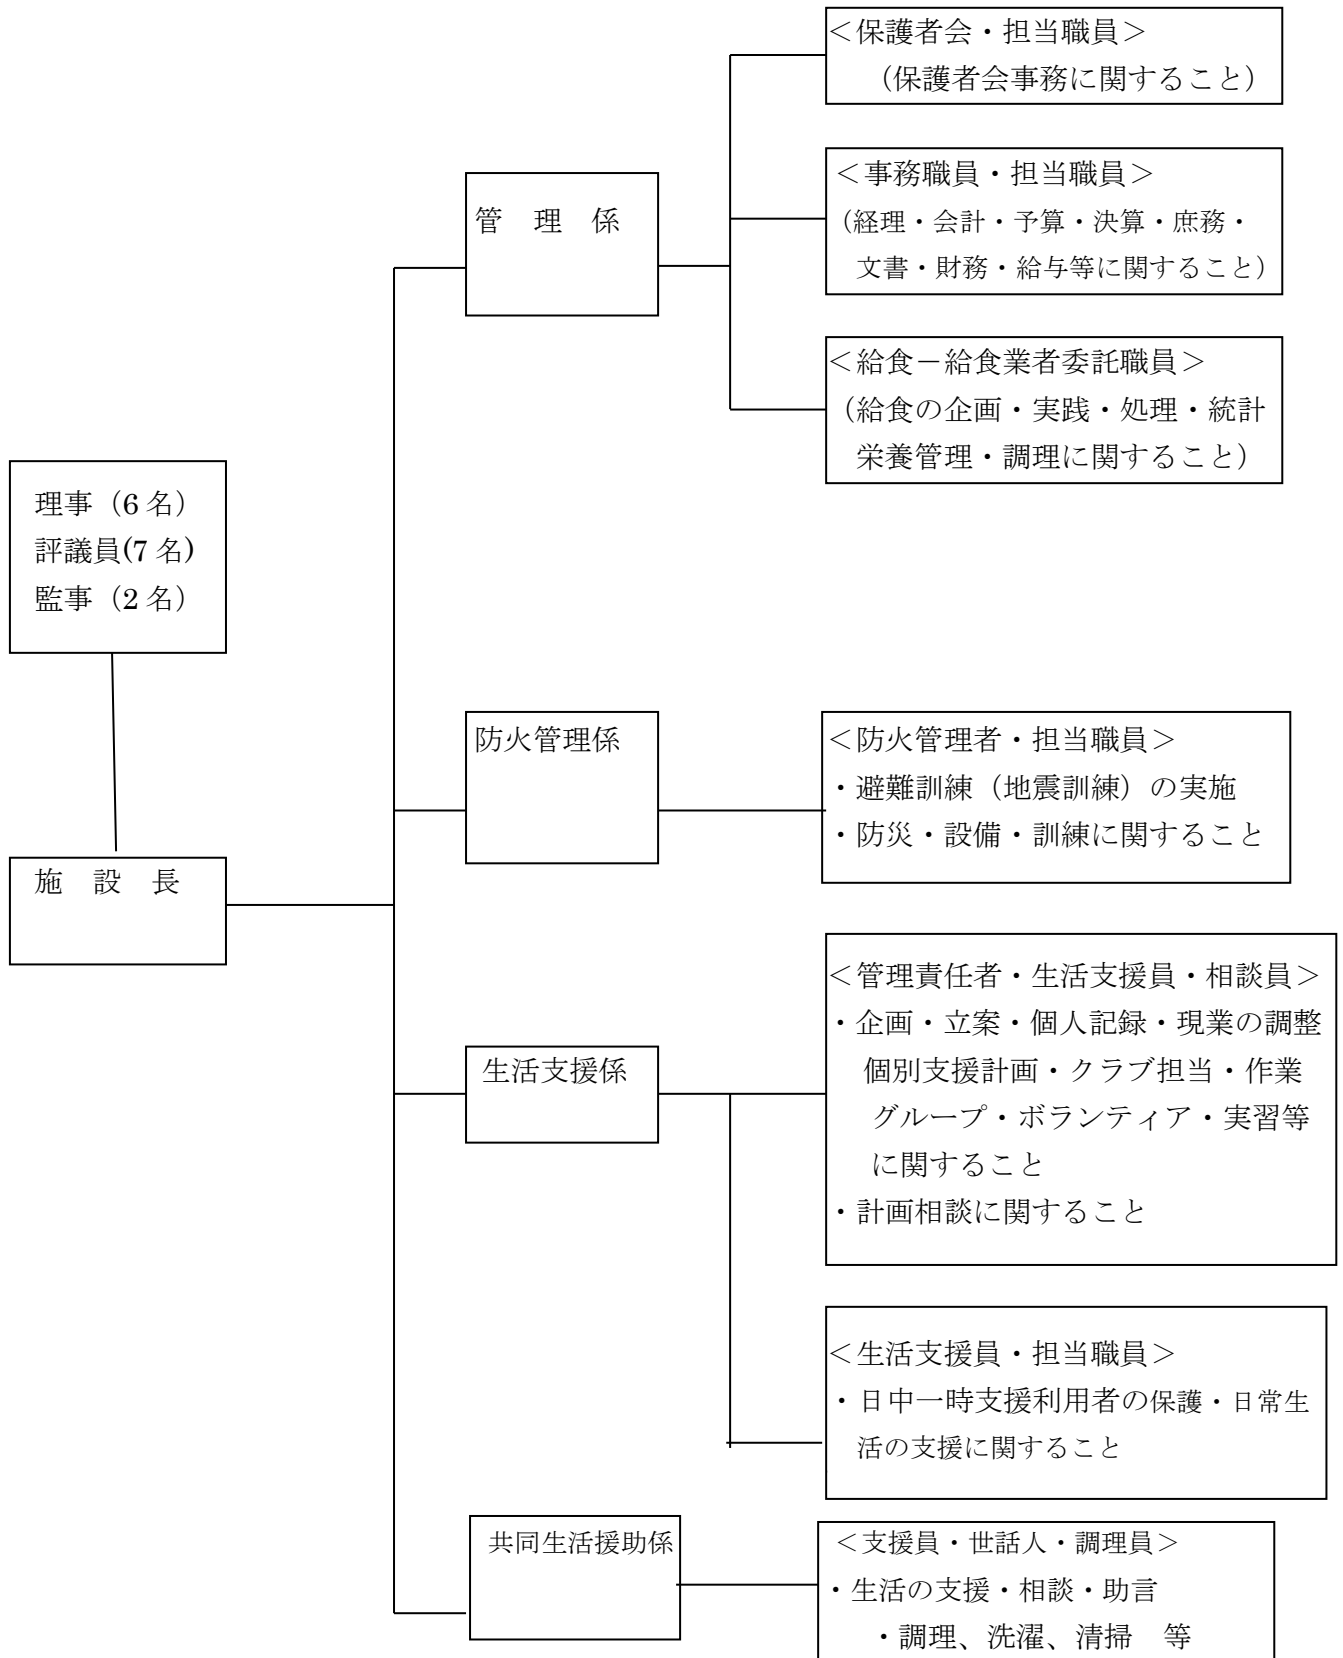 ＜保護者会・担当職員＞
（保護者会事務に関すること）
＜事務職員・担当職員＞
（経理・会計・予算・決算・庶務・
文書・財務・給与等に関すること）
管　理　係
＜給食－給食業者委託職員＞
（給食の企画・実践・処理・統計
栄養管理・調理に関すること）
理事（6 名）
評議員(7 名)
監事（2 名）
防火管理係
＜防火管理者・担当職員＞
・避難訓練（地震訓練）の実施
・防災・設備・訓練に関すること
施　設　長
＜管理責任者・生活支援員・相談員＞
・企画・立案・個人記録・現業の調整
個別支援計画・クラブ担当・作業
グループ・ボランティア・実習等
に関すること
・計画相談に関すること
生活支援係
＜生活支援員・担当職員＞
・日中一時支援利用者の保護・日常生
活の支援に関すること
共同生活援助係
＜支援員・世話人・調理員＞
・生活の支援・相談・助言
・調理、洗濯、清掃　等